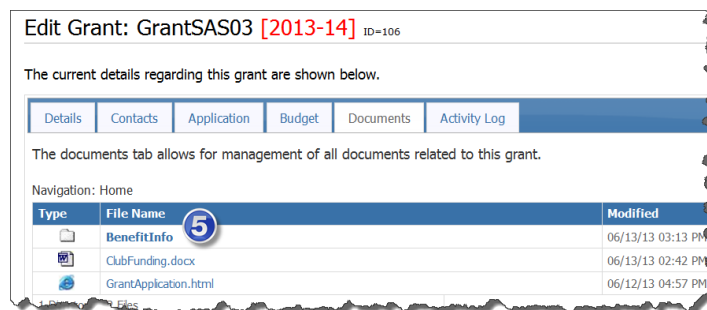 Edit Grant: GrantSAS03 [2013-14] ID=106
The current details regarding this grant are shown below.
Details Contacts Application Budget Documents Activity Log
The documents tab allows for management of all documents related to this grant.
Navigation: Home
Type File Name Modified
5
BenefitInfo 06/13/13 03:13 PM
ClubFunding.docx 06/13/13 02:42 PM
GrantApplication.html 06/12/13 04:57 PM
Files